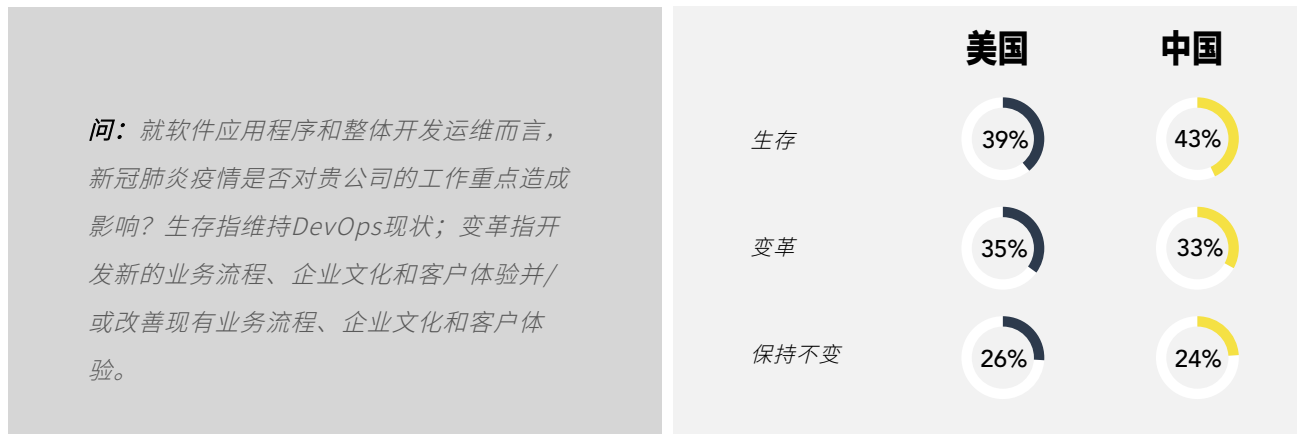 问：就软件应用程序和整体开发运维而言，
新冠肺炎疫情是否对贵公司的工作重点造成
影响？生存指维持DevOps现状；变革指开
发新的业务流程、企业文化和客户体验并/
或改善现有业务流程、企业文化和客户体
验。
美国 中国
生存 39% 43%
变革 35% 33%
保持不变 26% 24%